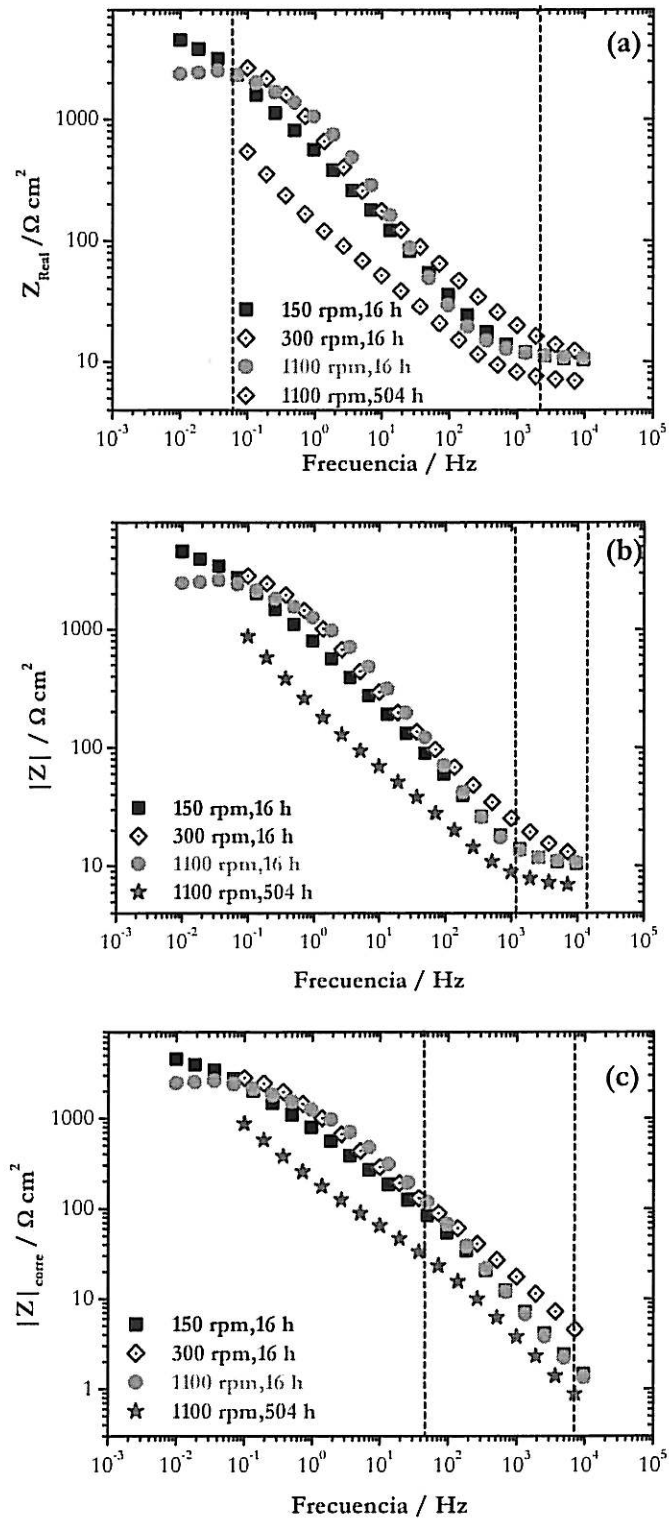 (a)
Z_Real /Ω cm²
1000
100
10
150 rpm,16 h
300 rpm,16 h
1100 rpm,16 h
1100 rpm,504 h
10⁻³ 10⁻² 10⁻¹ 10⁰ 10¹ 10² 10³ 10⁴ 10⁵
Frecuencia / Hz
(b)
|Z| / Ω cm²
1000
100
10
150 rpm,16 h
300 rpm,16 h
1100 rpm,16 h
1100 rpm,504 h
10⁻³ 10⁻² 10⁻¹ 10⁰ 10¹ 10² 10³ 10⁴ 10⁵
Frecuencia / Hz
(c)
|Z|_corre / Ω cm²
1000
100
10
1
150 rpm,16 h
300 rpm,16 h
1100 rpm,16 h
1100 rpm,504 h
10⁻³ 10⁻² 10⁻¹ 10⁰ 10¹ 10² 10³ 10⁴ 10⁵
Frecuencia / Hz